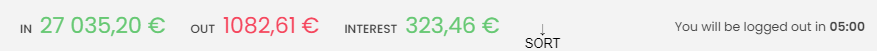 IN 27 035,20 € OUT 1082,61 € INTEREST 323,46 € ↓ SORT You will be logged out in 05:00